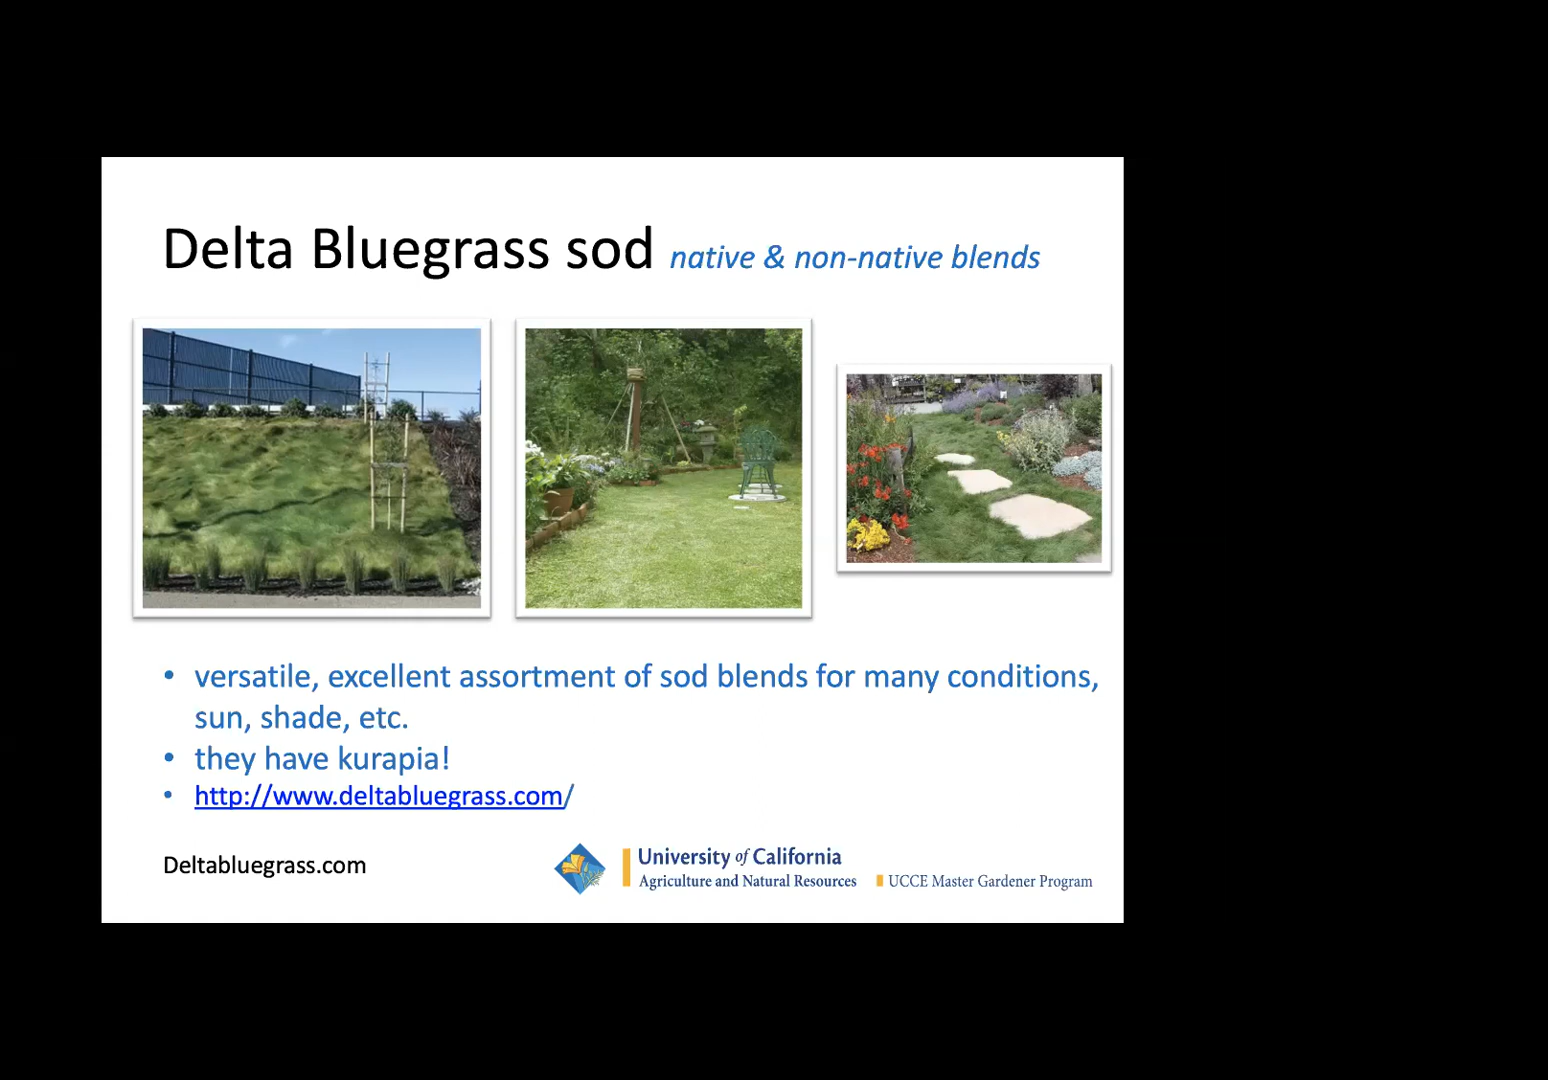 Delta Bluegrass sod native & non-native blends
• versatile, excellent assortment of sod blends for many conditions,
sun, shade, etc.
• they have kurapia!
• http://www.deltabluegrass.com/
Deltabluegrass.com
University of California
Agriculture and Natural Resources
UCCE Master Gardener Program